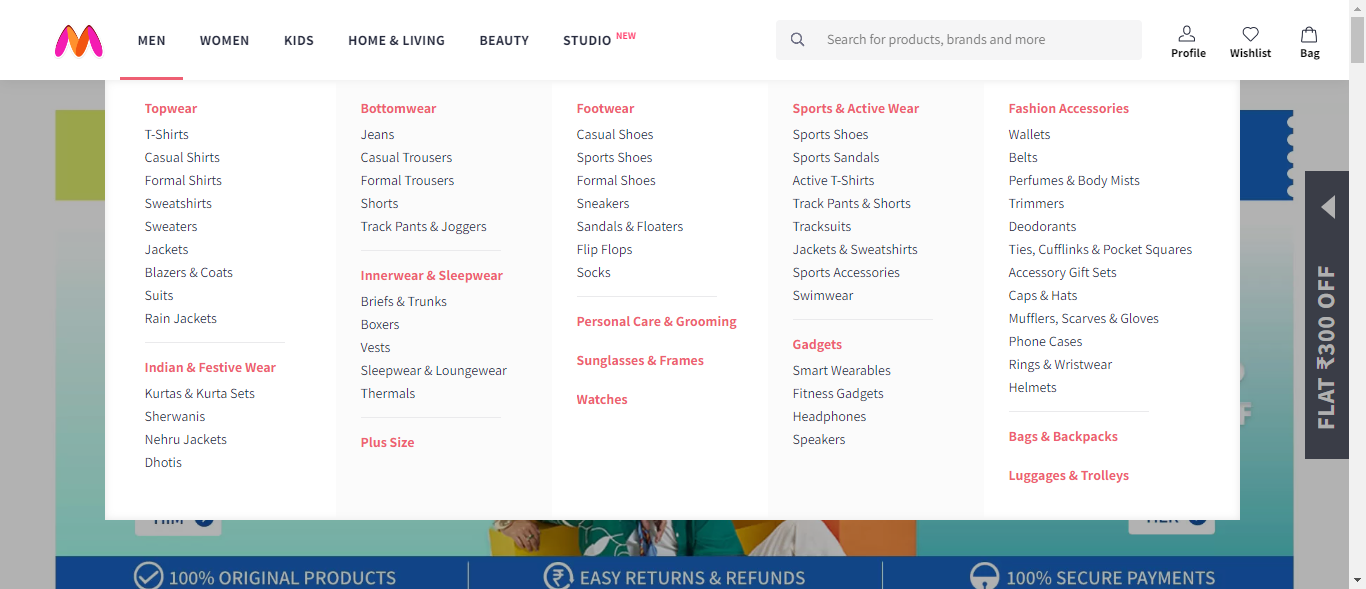 MEN
WOMEN
KIDS
HOME & LIVING
BEAUTY
STUDIO NEW
Search for products, brands and more
Profile
Wishlist
Bag
Topwear
T-Shirts
Casual Shirts
Formal Shirts
Sweatshirts
Sweaters
Jackets
Blazers & Coats
Suits
Rain Jackets
Indian & Festive Wear
Kurtas & Kurta Sets
Sherwanis
Nehru Jackets
Dhotis
Bottomwear
Jeans
Casual Trousers
Formal Trousers
Shorts
Track Pants & Joggers
Innerwear & Sleepwear
Briefs & Trunks
Boxers
Vests
Sleepwear & Loungewear
Thermals
Plus Size
Footwear
Casual Shoes
Sports Shoes
Formal Shoes
Sneakers
Sandals & Floaters
Flip Flops
Socks
Personal Care & Grooming
Sunglasses & Frames
Watches
Sports & Active Wear
Sports Shoes
Sports Sandals
Active T-Shirts
Track Pants & Shorts
Tracksuits
Jackets & Sweatshirts
Sports Accessories
Swimwear
Gadgets
Smart Wearables
Fitness Gadgets
Headphones
Speakers
Fashion Accessories
Wallets
Belts
Perfumes & Body Mists
Trimmers
Deodorants
Ties, Cufflinks & Pocket Squares
Accessory Gift Sets
Caps & Hats
Mufflers, Scarves & Gloves
Phone Cases
Rings & Wristwear
Helmets
Bags & Backpacks
Luggages & Trolleys
FLAT ₹300 OFF
100% ORIGINAL PRODUCTS
EASY RETURNS & REFUNDS
100% SECURE PAYMENTS